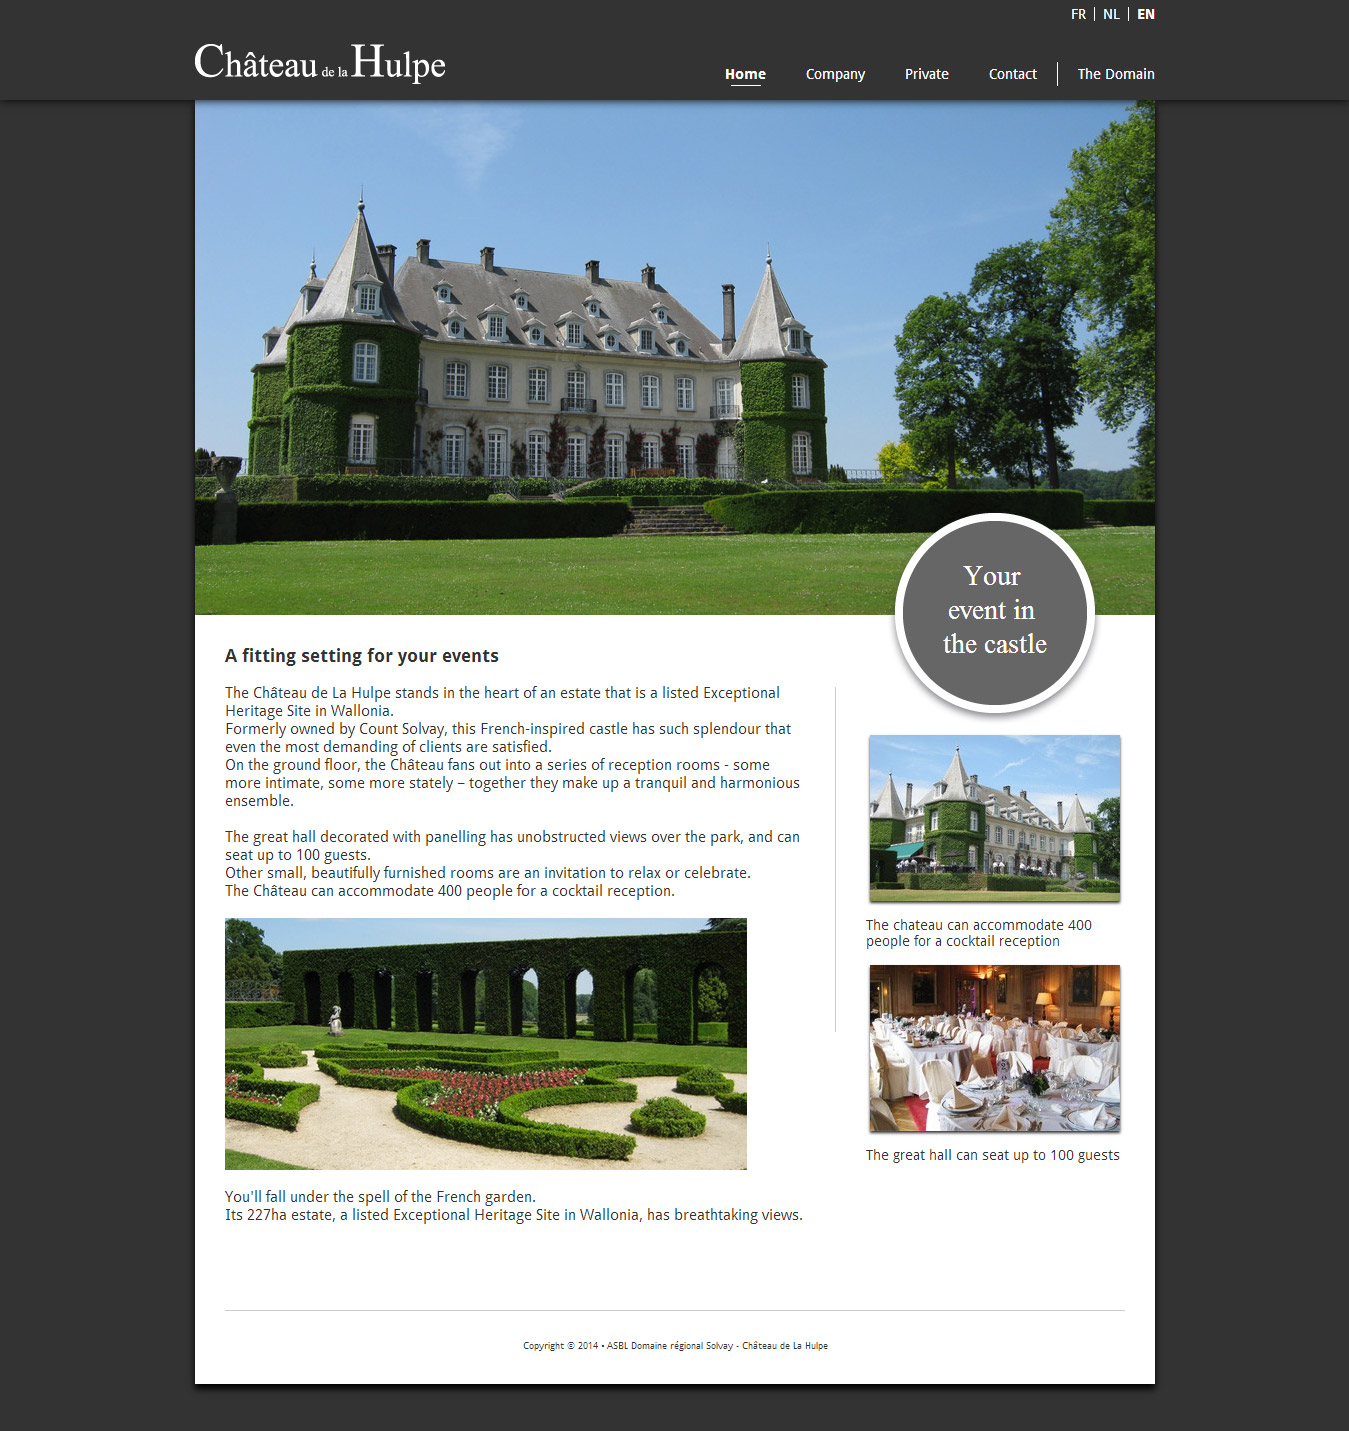 FR | NL | EN
Château de la Hulpe
Home Company Private Contact | The Domain
Your
event in
the castle
A fitting setting for your events
The Château de La Hulpe stands in the heart of an estate that is a listed Exceptional
Heritage Site in Wallonia.
Formerly owned by Count Solvay, this French-inspired castle has such splendour that
even the most demanding of clients are satisfied.
On the ground floor, the Château fans out into a series of reception rooms - some
more intimate, some more stately – together they make up a tranquil and harmonious
ensemble.
The great hall decorated with panelling has unobstructed views over the park, and can
seat up to 100 guests.
Other small, beautifully furnished rooms are an invitation to relax or celebrate.
The Château can accommodate 400 people for a cocktail reception.
You'll fall under the spell of the French garden.
Its 227ha estate, a listed Exceptional Heritage Site in Wallonia, has breathtaking views.
The chateau can accommodate 400
people for a cocktail reception
The great hall can seat up to 100 guests
Copyright © 2014 • ASBL Domaine régional Solvay - Château de La Hulpe